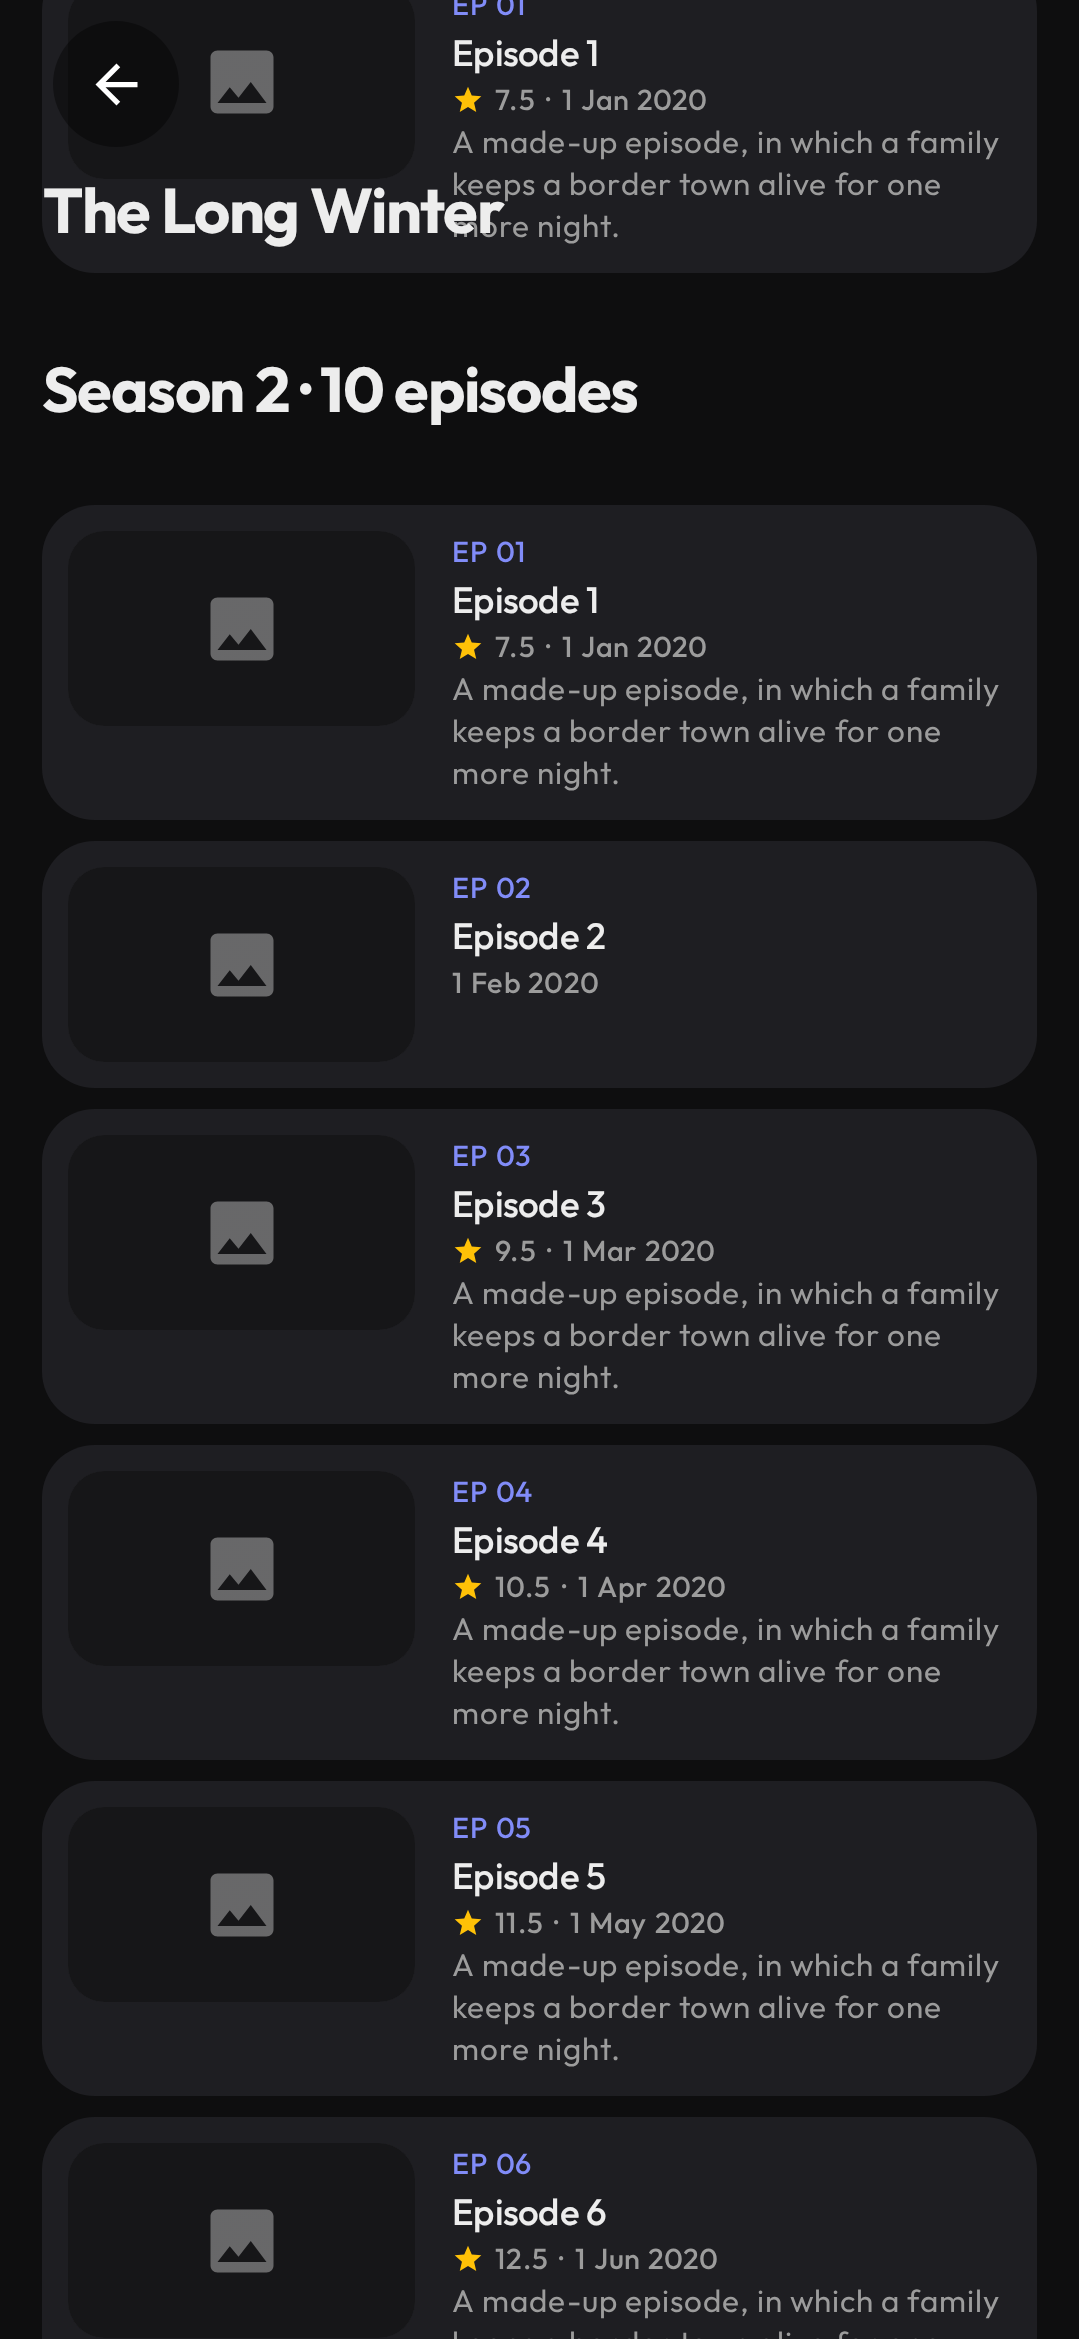 EP 01
Episode 1
7.5 · 1 Jan 2020
A made-up episode, in which a family
keeps a border town alive for one
more night.
The Long Winter
Season 2 · 10 episodes
EP 01
Episode 1
7.5 · 1 Jan 2020
A made-up episode, in which a family
keeps a border town alive for one
more night.
EP 02
Episode 2
1 Feb 2020
EP 03
Episode 3
9.5 · 1 Mar 2020
A made-up episode, in which a family
keeps a border town alive for one
more night.
EP 04
Episode 4
10.5 · 1 Apr 2020
A made-up episode, in which a family
keeps a border town alive for one
more night.
EP 05
Episode 5
11.5 · 1 May 2020
A made-up episode, in which a family
keeps a border town alive for one
more night.
EP 06
Episode 6
12.5 · 1 Jun 2020
A made-up episode, in which a family